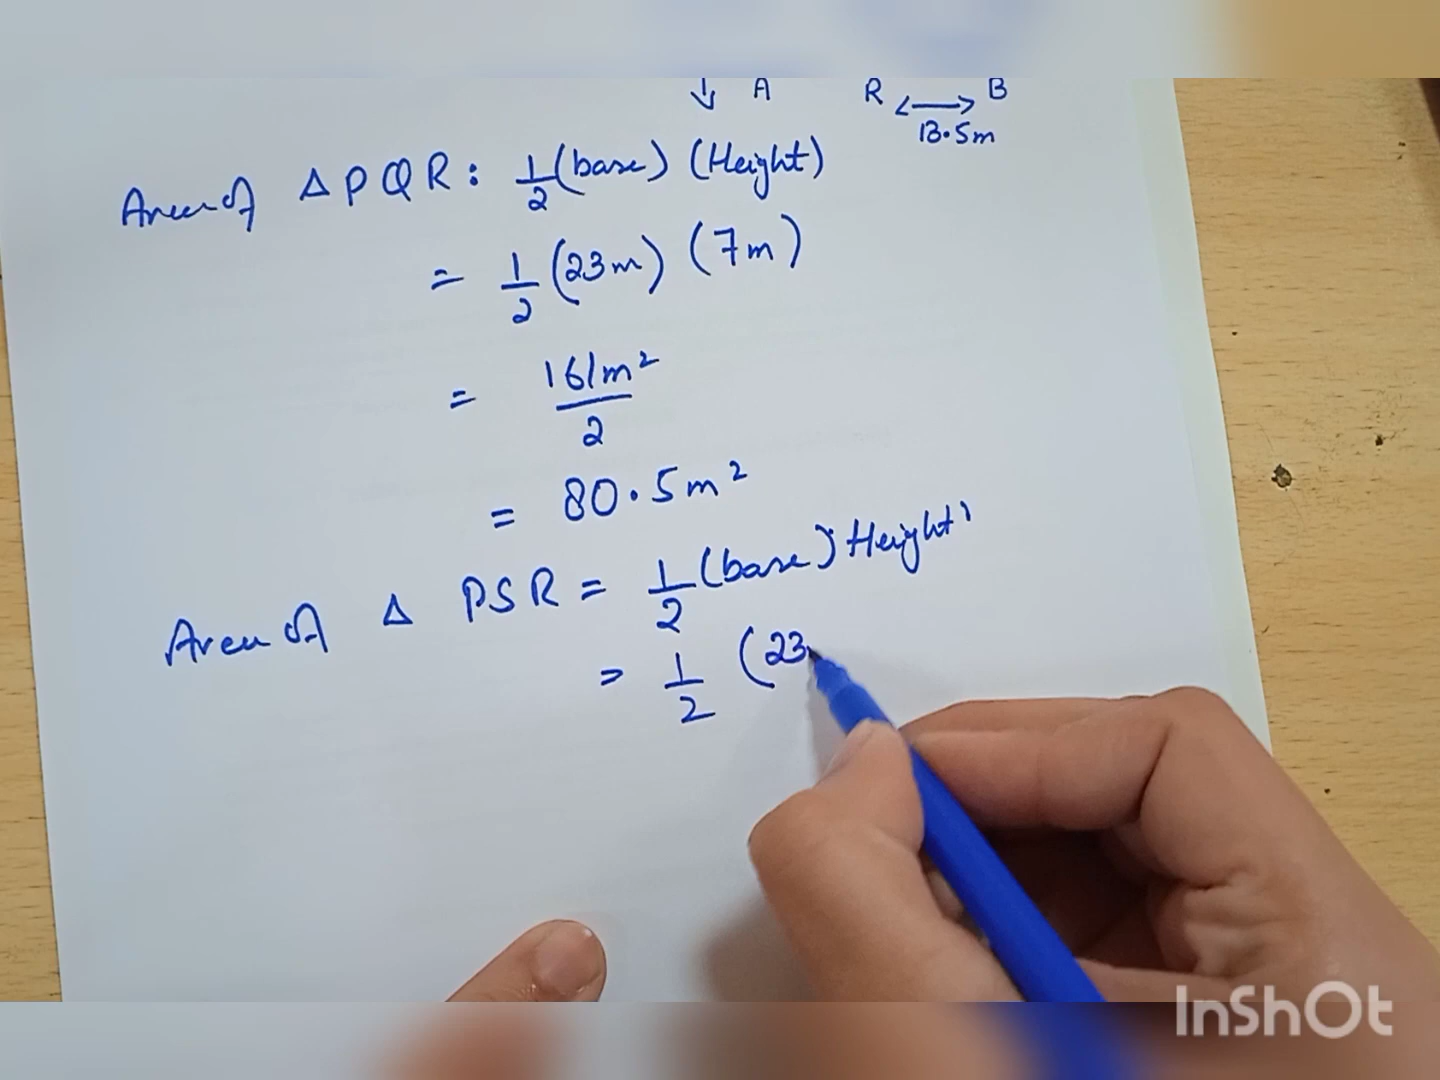 ↓ A R ↔ B
13.5m
Area of Δ PQR: 1/2 (base) (Height)
= 1/2 (23m) (7m)
= 161m²/2
= 80.5m²
Area of Δ PSR = 1/2 (base) Height)
= 1/2 (23
InShOt